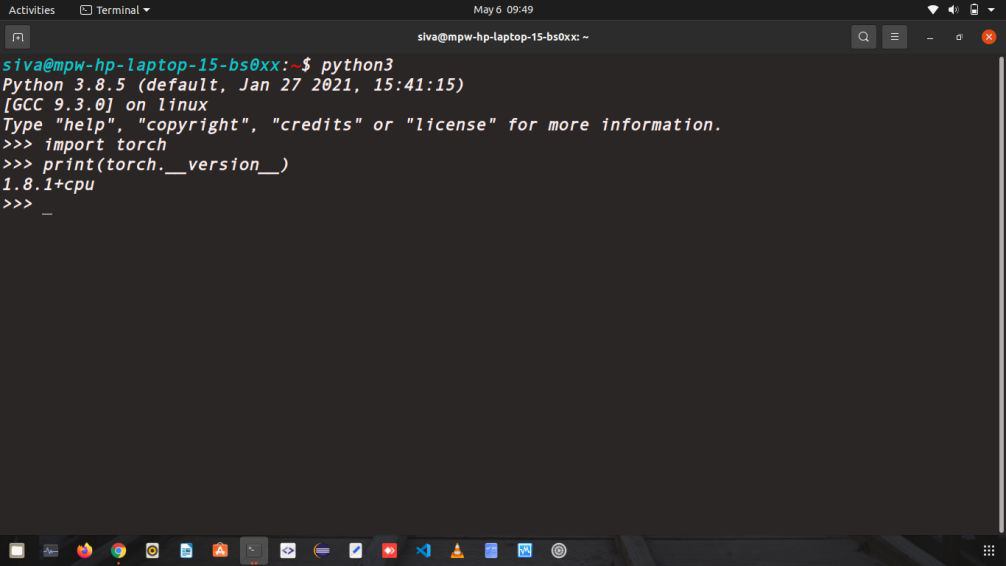 Activities Terminal May 6 09:49
siva@mpw-hp-laptop-15-bs0xx: ~
siva@mpw-hp-laptop-15-bs0xx:~$ python3
Python 3.8.5 (default, Jan 27 2021, 15:41:15)
[GCC 9.3.0] on linux
Type "help", "copyright", "credits" or "license" for more information.
>>> import torch
>>> print(torch.__version__)
1.8.1+cpu
>>> _